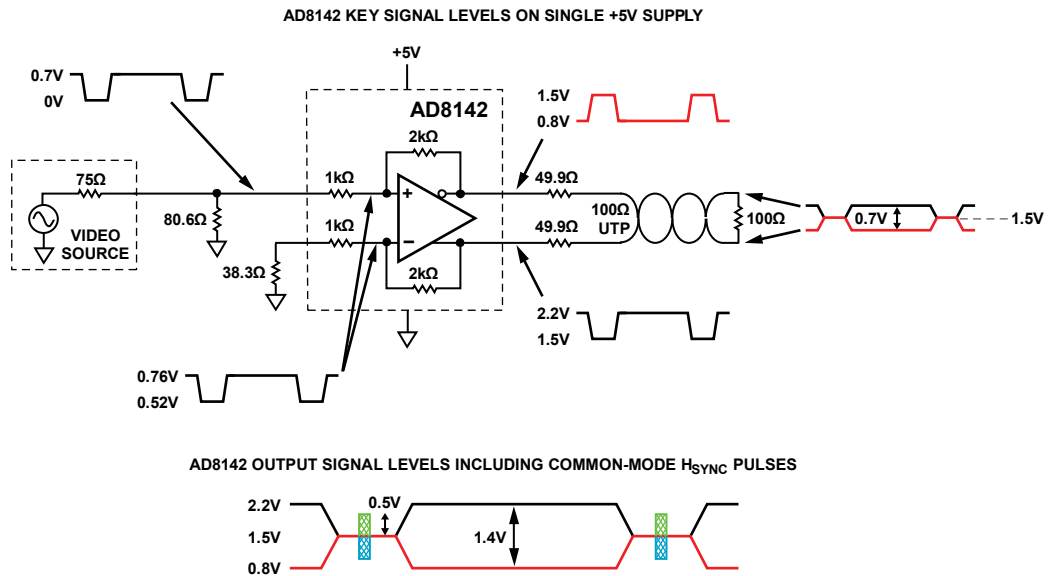 AD8142 KEY SIGNAL LEVELS ON SINGLE +5V SUPPLY
+5V
0.7V
0V
AD8142
1.5V
0.8V
2kΩ
75Ω
1kΩ
49.9Ω
80.6Ω
VIDEO
SOURCE
+
100Ω
UTP
100Ω
0.7V
1.5V
1kΩ
–
49.9Ω
38.3Ω
2kΩ
2.2V
1.5V
0.76V
0.52V
AD8142 OUTPUT SIGNAL LEVELS INCLUDING COMMON-MODE HSYNC PULSES
2.2V
0.5V
1.5V
1.4V
0.8V